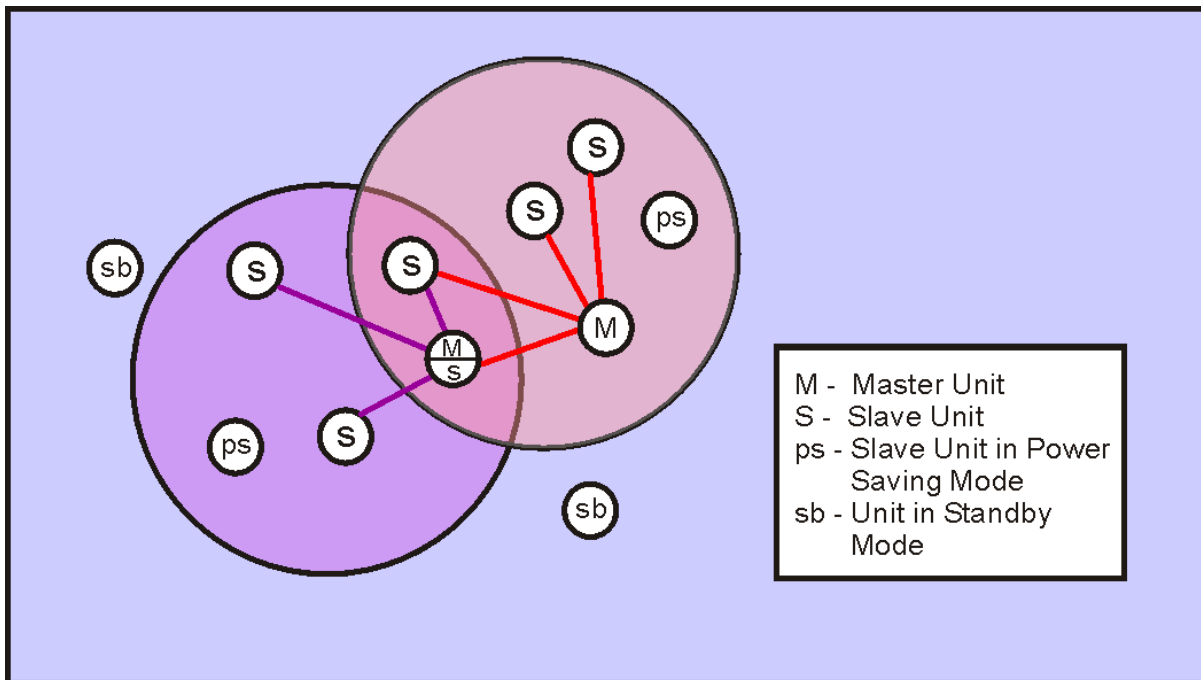 S
S
ps
sb
S
S
M
M
S
S
ps
sb
M - Master Unit
S - Slave Unit
ps - Slave Unit in Power
Saving Mode
sb - Unit in Standby
Mode